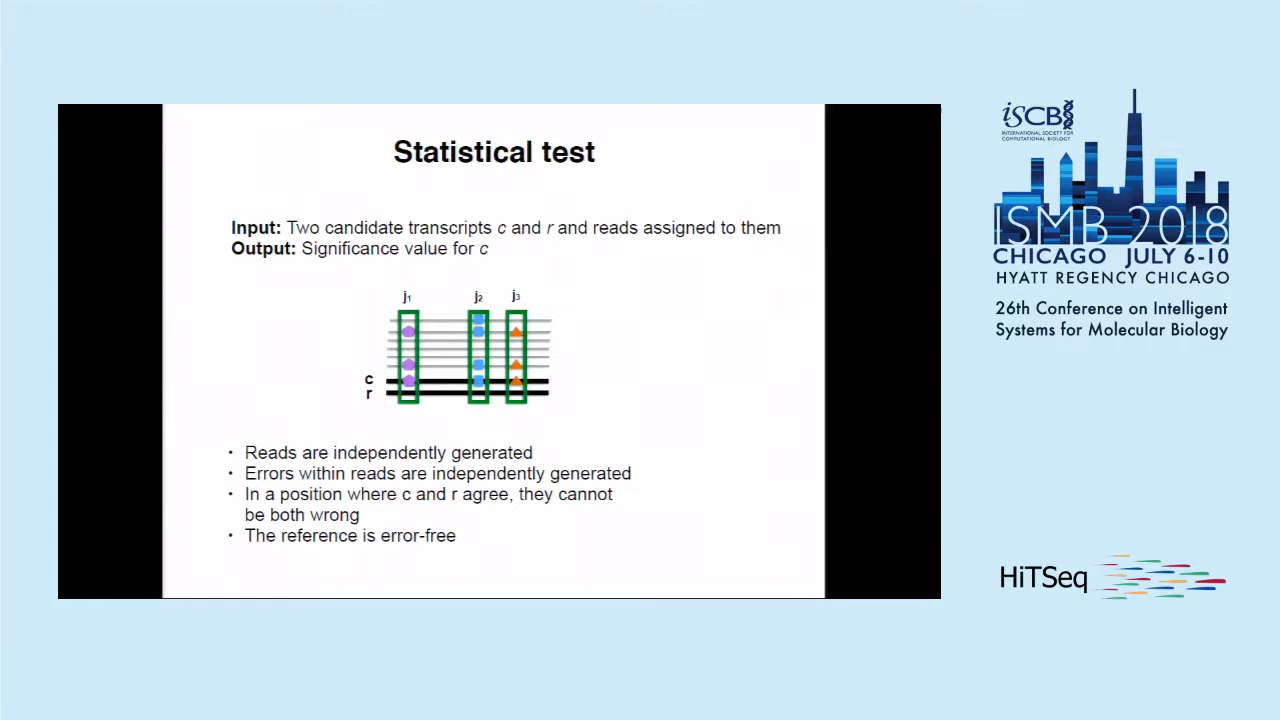 Statistical test
Input: Two candidate transcripts c and r and reads assigned to them
Output: Significance value for c
j1 j2 j3
c
r
· Reads are independently generated
· Errors within reads are independently generated
· In a position where c and r agree, they cannot
be both wrong
· The reference is error-free
iSCB
INTERNATIONAL SOCIETY FOR
COMPUTATIONAL BIOLOGY
ISMB 2018
CHICAGO JULY 6-10
HYATT REGENCY CHICAGO
26th Conference on Intelligent
Systems for Molecular Biology
HiTSeq